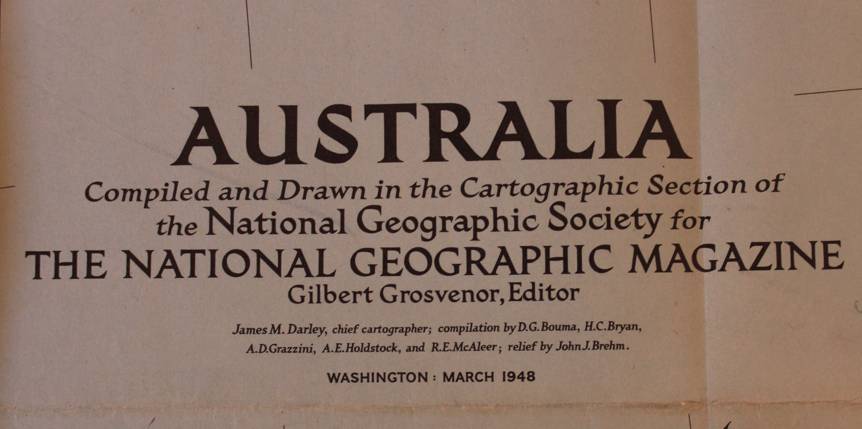 AUSTRALIA
Compiled and Drawn in the Cartographic Section of
the National Geographic Society for
THE NATIONAL GEOGRAPHIC MAGAZINE
Gilbert Grosvenor, Editor
James M. Darley, chief cartographer; compilation by D.G.Bouma, H.C.Bryan,
A.D.Grazzini, A.E.Holdstock, and R.E.McAleer; relief by John J. Brehm.
WASHINGTON: MARCH 1948